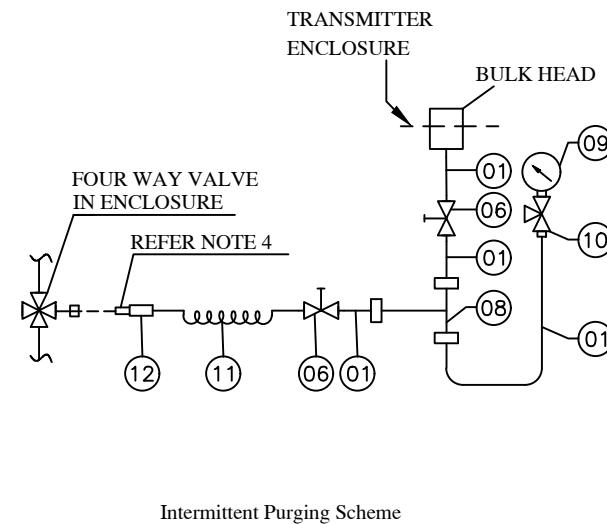 TRANSMITTER
ENCLOSURE
BULK HEAD
09
01
FOUR WAY VALVE
IN ENCLOSURE
06
REFER NOTE 4
10
01
08
01
12
11
06
01
Intermittent Purging Scheme